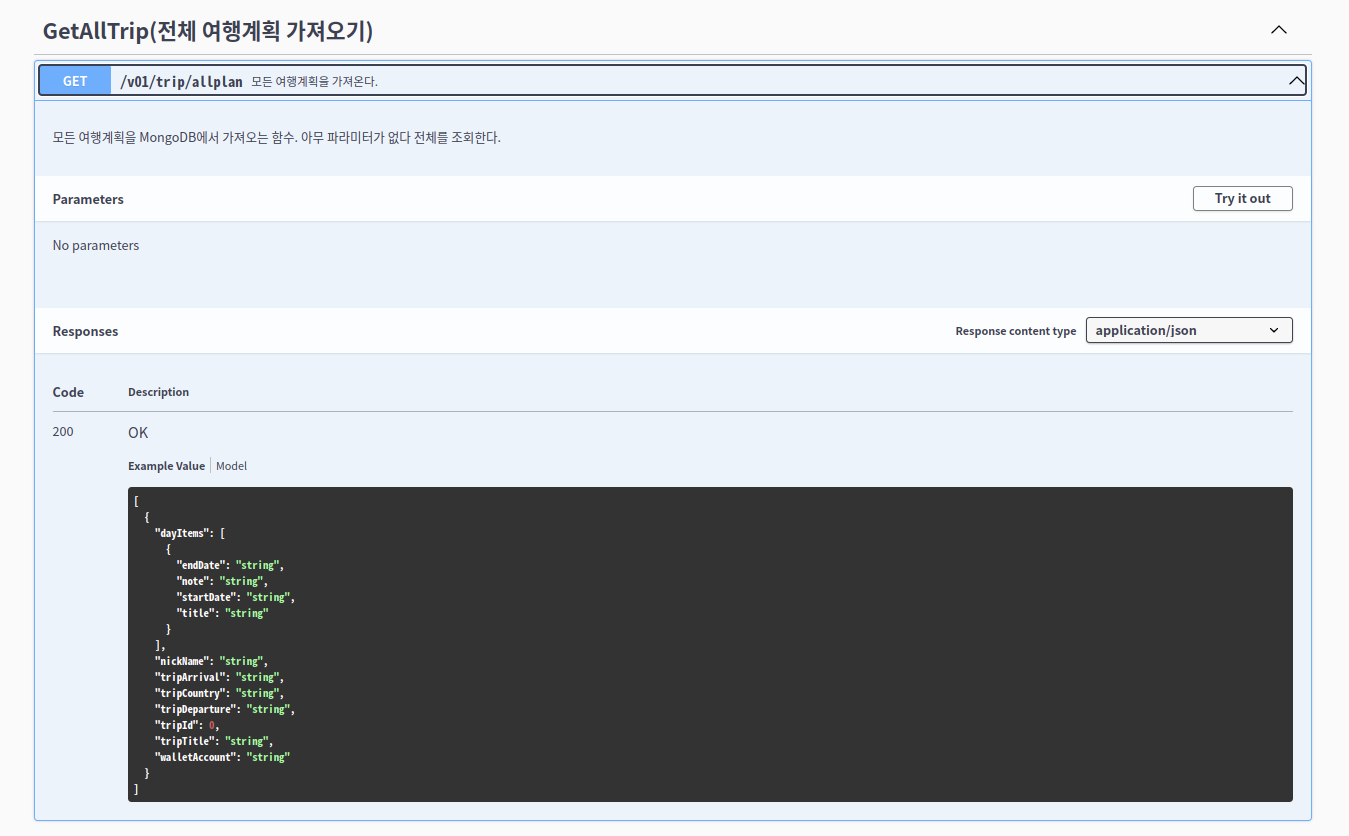 GetAllTrip(전체 여행계획 가져오기)
GET /v01/trip/allplan 모든 여행계획을 가져온다.
모든 여행계획을 MongoDB에서 가져오는 함수. 아무 파라미터가 없다 전체를 조회한다.
Parameters Try it out
No parameters
Responses Response content type application/json
Code Description
200 OK
Example Value Model
[
{
"dayItems": [
{
"endDate": "string",
"note": "string",
"startDate": "string",
"title": "string"
}
],
"nickName": "string",
"tripArrival": "string",
"tripCountry": "string",
"tripDeparture": "string",
"tripId": 0,
"tripTitle": "string",
"walletAccount": "string"
}
]